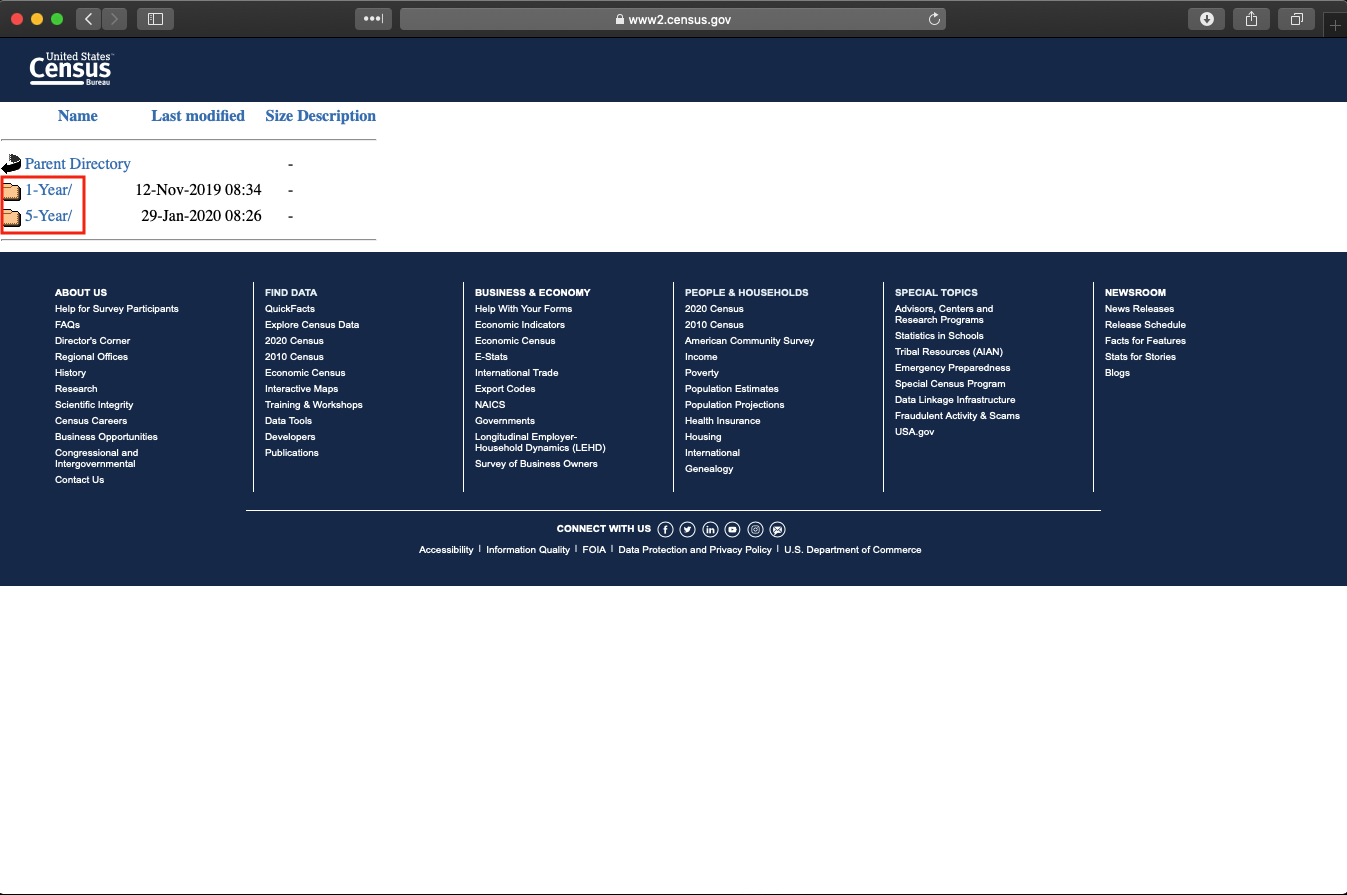 www2.census.gov
United States™
Census
Bureau
Name Last modified Size Description
Parent Directory -
1-Year/ 12-Nov-2019 08:34 -
5-Year/ 29-Jan-2020 08:26 -
ABOUT US
Help for Survey Participants
FAQs
Director's Corner
Regional Offices
History
Research
Scientific Integrity
Census Careers
Business Opportunities
Congressional and
Intergovernmental
Contact Us
FIND DATA
QuickFacts
Explore Census Data
2020 Census
2010 Census
Economic Census
Interactive Maps
Training & Workshops
Data Tools
Developers
Publications
BUSINESS & ECONOMY
Help With Your Forms
Economic Indicators
Economic Census
E-Stats
International Trade
Export Codes
NAICS
Governments
Longitudinal Employer-
Household Dynamics (LEHD)
Survey of Business Owners
PEOPLE & HOUSEHOLDS
2020 Census
2010 Census
American Community Survey
Income
Poverty
Population Estimates
Population Projections
Health Insurance
Housing
International
Genealogy
SPECIAL TOPICS
Advisors, Centers and
Research Programs
Statistics in Schools
Tribal Resources (AIAN)
Emergency Preparedness
Special Census Program
Data Linkage Infrastructure
Fraudulent Activity & Scams
USA.gov
NEWSROOM
News Releases
Release Schedule
Facts for Features
Stats for Stories
Blogs
CONNECT WITH US
Accessibility | Information Quality | FOIA | Data Protection and Privacy Policy | U.S. Department of Commerce